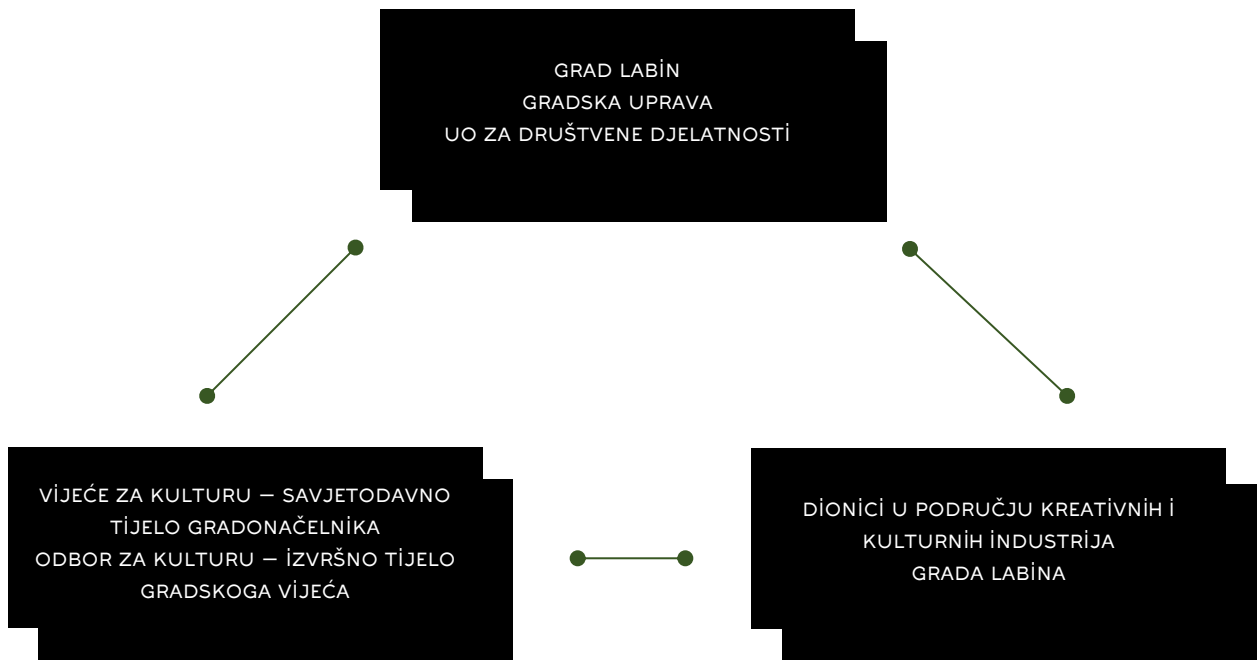 GRAD LABİN
GRADSKA UPRAVA
UO ZA DRUŠTVENE DJELATNOSTİ
VİJEĆE ZA KULTURU – SAVJETODAVNO
TİJELO GRADONAČELNİKA
ODBOR ZA KULTURU – İZVRŠNO TİJELO
GRADSKOGA VİJEĆA
DİONİCİ U PODRUČJU KREATİVNİH İ
KULTURNİH İNDUSTRİJA
GRADA LABİNA